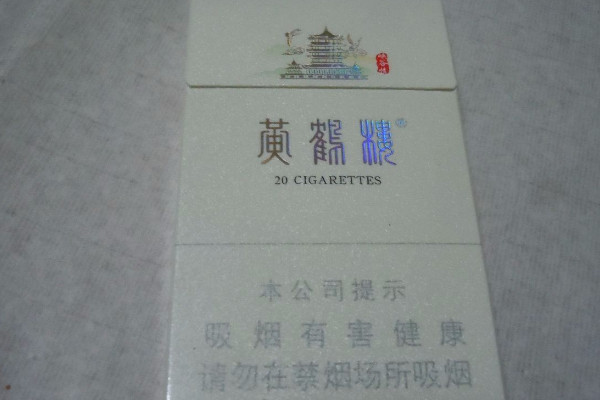 黄鹤楼®
20 CIGARETTES
本公司提示
吸烟有害健康
请勿在禁烟场所吸烟